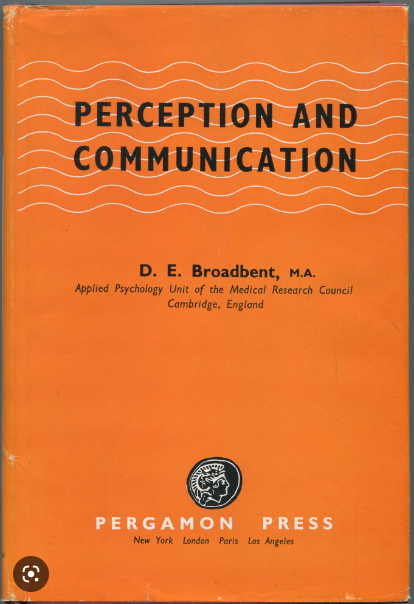 PERCEPTION AND
COMMUNICATION
D. E. Broadbent, M.A.
Applied Psychology Unit of the Medical Research Council
Cambridge, England
PERGAMON PRESS
New York London Paris Los Angeles